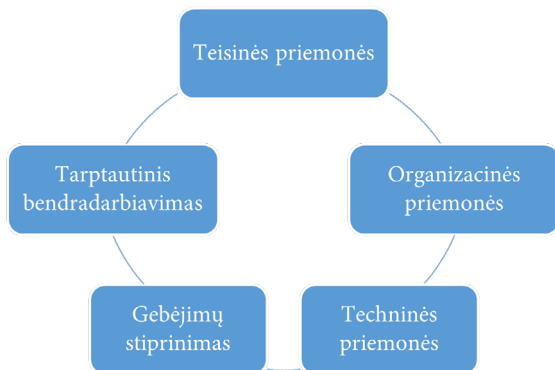 Teisinės priemonės
Tarptautinis
bendradarbiavimas
Organizacinės
priemonės
Gebėjimų
stiprinimas
Techninės
priemonės